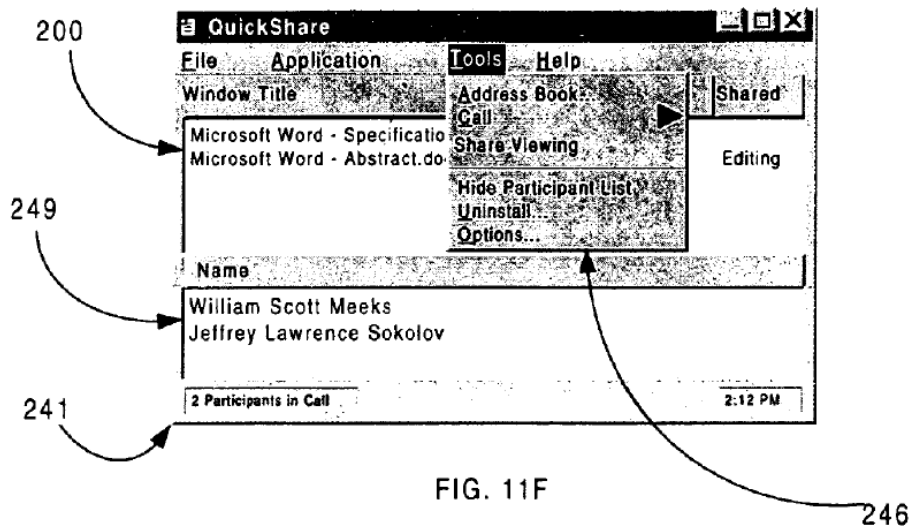 200
QuickShare
File Application Tools Help
Window Title Shared
Address Book...
Call
Share Viewing
Hide Participant List
Uninstall...
Options...
Microsoft Word - Specificatio
Microsoft Word - Abstract.do Editing
249
Name
William Scott Meeks
Jeffrey Lawrence Sokolov
241
2 Participants in Call 2:12 PM
FIG. 11F
246